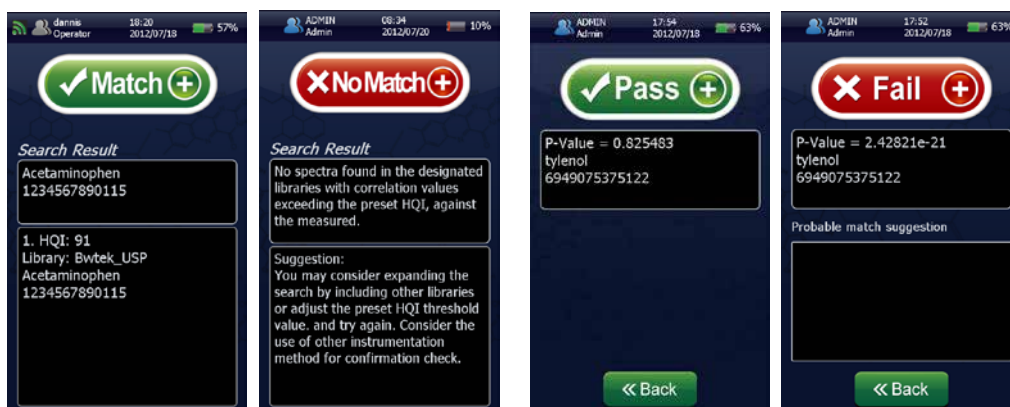 dannis
Operator
18:20
2012/07/18
57%
Match
Search Result
Acetaminophen
1234567890115
1. HQI: 91
Library: Bwtek_USP
Acetaminophen
1234567890115
ADMIN
Admin
08:34
2012/07/20
10%
No Match
Search Result
No spectra found in the designated
libraries with correlation values
exceeding the preset HQI, against
the measured.
Suggestion:
You may consider expanding the
search by including other libraries
or adjust the preset HQI threshold
value. and try again. Consider the
use of other instrumentation
method for confirmation check.
ADMIN
Admin
17:54
2012/07/18
63%
Pass
P-Value = 0.825483
tylenol
6949075375122
Back
ADMIN
Admin
17:52
2012/07/18
63%
Fail
P-Value = 2.42821e-21
tylenol
6949075375122
Probable match suggestion
Back